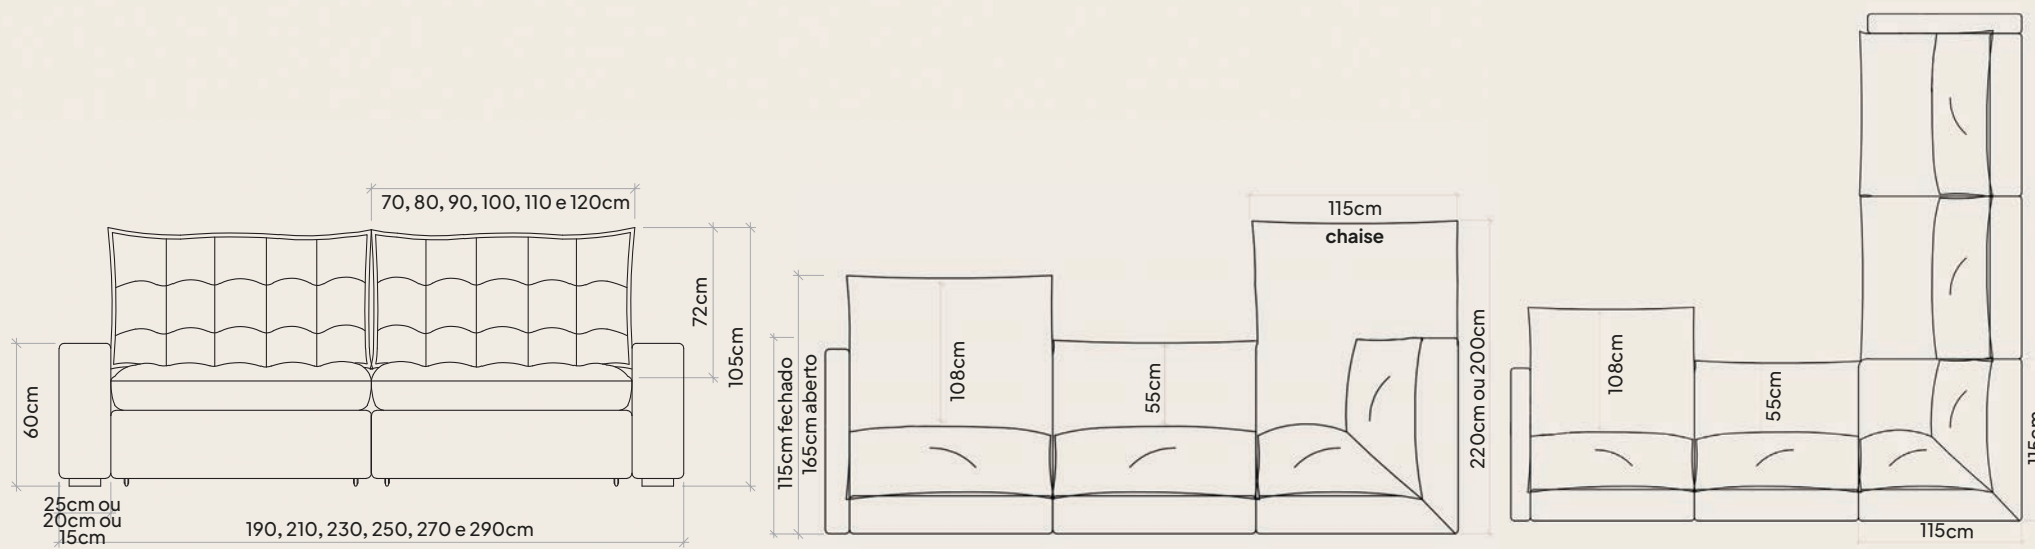 70, 80, 90, 100, 110 e 120cm
72cm
105cm
60cm
25cm ou
20cm ou
15cm
190, 210, 230, 250, 270 e 290cm
115cm
chaise
108cm
55cm
115cm fechado
165cm aberto
220cm ou 200cm
108cm
55cm
115cm
115cm